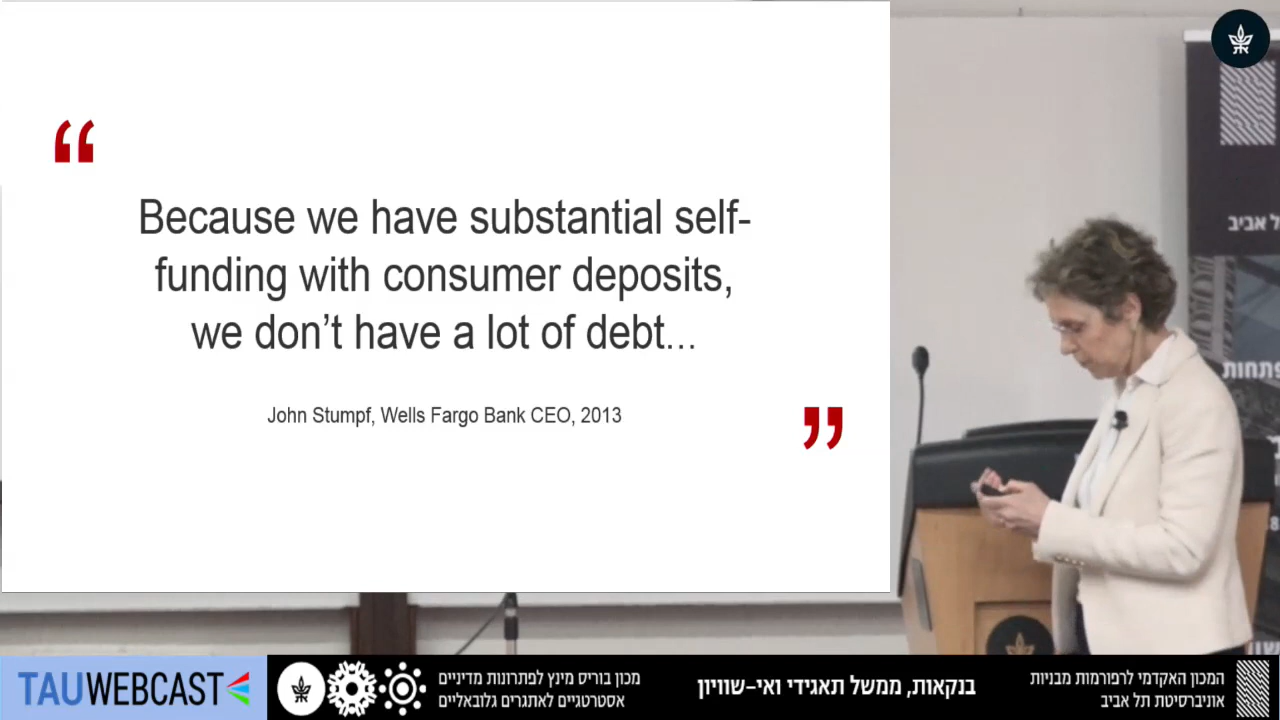 “
Because we have substantial self-
funding with consumer deposits,
we don’t have a lot of debt...
John Stumpf, Wells Fargo Bank CEO, 2013
”
ל אביב
פתחות
TAUWEBCAST
מכון בוריס מינץ לפתרונות מדיניים
אסטרטגיים לאתגרים גלובאליים
בנקאות, ממשל תאגידי ואי-שוויון
המכון האקדמי לרפורמות מבניות
אוניברסיטת תל אביב